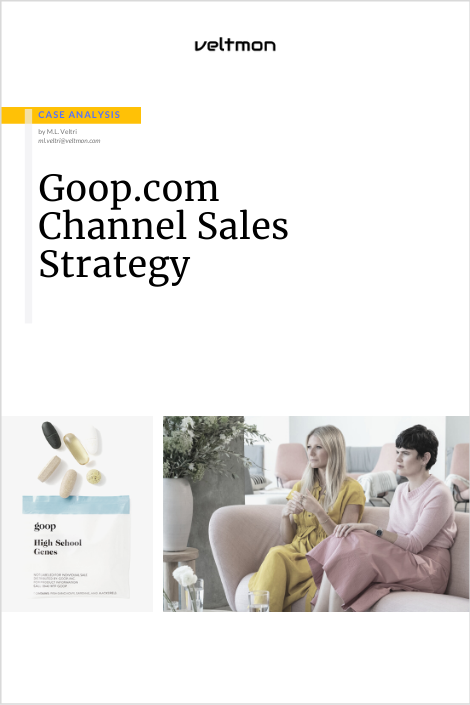 veltmon
CASE ANALYSIS
by M.L. Veltri
ml.veltri@veltmon.com
Goop.com
Channel Sales
Strategy
goop
High School
Genes